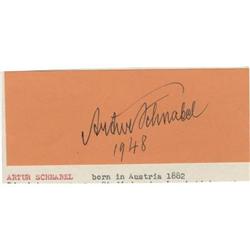 Artur Schnabel
1948
ARTUR SCHNABEL born in Austria 1882